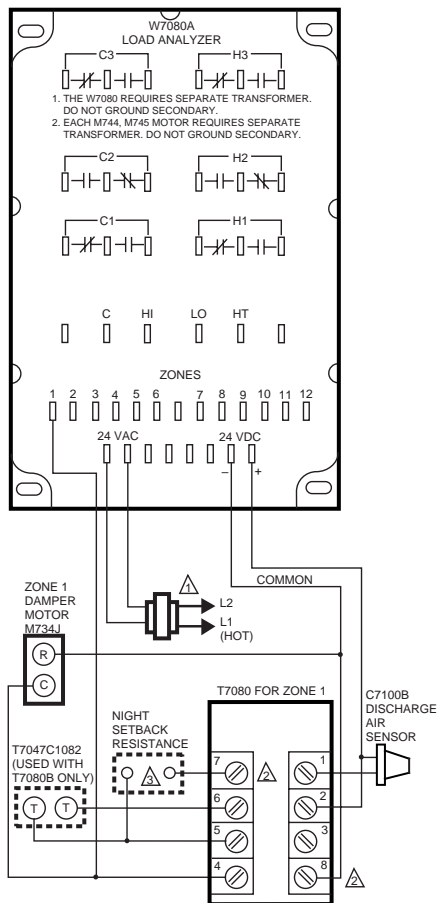 W7080A
LOAD ANALYZER
C3 H3
1. THE W7080 REQUIRES SEPARATE TRANSFORMER.
DO NOT GROUND SECONDARY.
2. EACH M744, M745 MOTOR REQUIRES SEPARATE
TRANSFORMER. DO NOT GROUND SECONDARY.
C2 H2
C1 H1
C HI LO HT
ZONES
1 2 3 4 5 6 7 8 9 10 11 12
24 VAC 24 VDC
– +
COMMON
1
L2
L1
(HOT)
ZONE 1
DAMPER
MOTOR
M734J
R
C
T7080 FOR ZONE 1
C7100B
DISCHARGE
AIR
SENSOR
NIGHT
SETBACK
RESISTANCE
T7047C1082
(USED WITH
T7080B ONLY)
T T
3
7 2 1
6 2
5 3
4 8 2